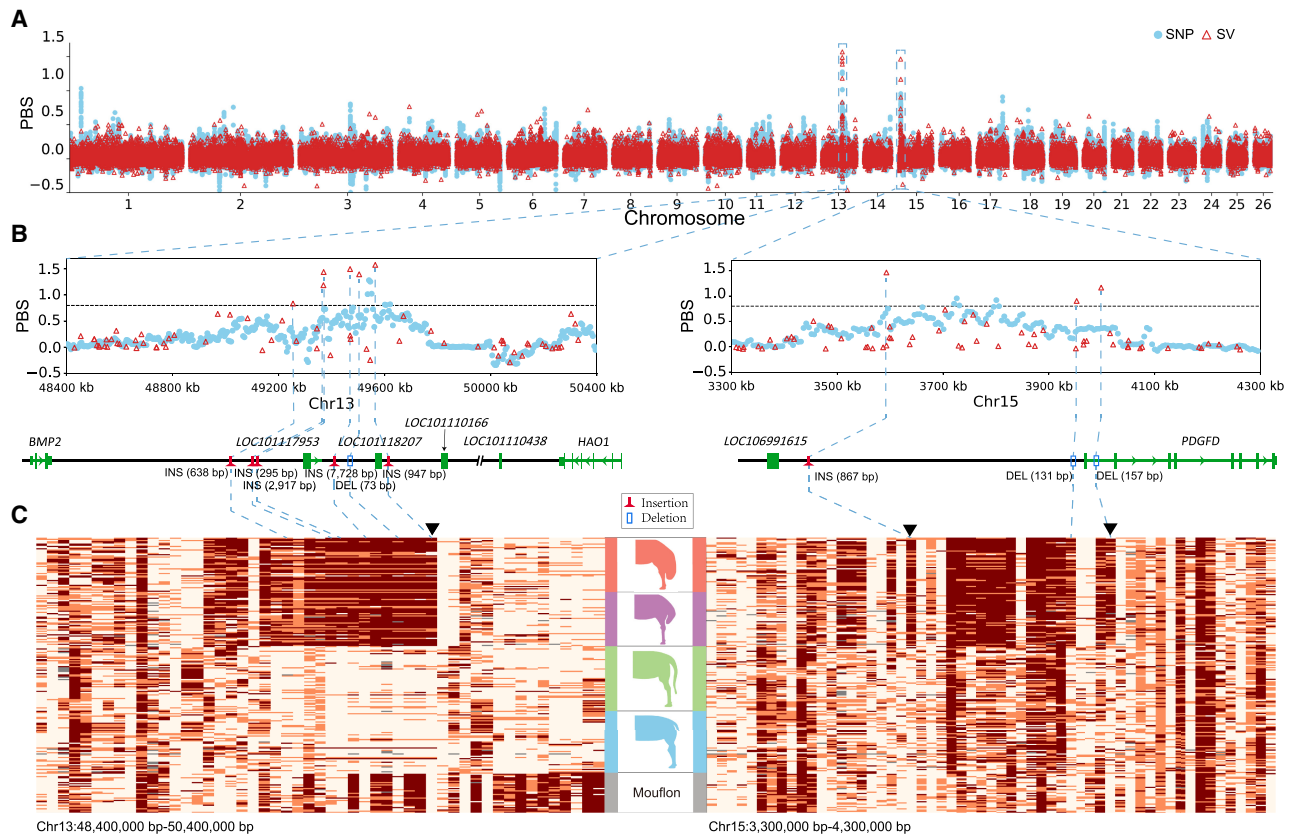 A
SNP SV
PBS
1.5
1.0
0.5
0.0
−0.5
1 2 3 4 5 6 7 8 9 10 11 12 13 14 15 16 17 18 19 20 21 22 23 24 25 26
Chromosome
B
PBS
1.5
1.0
0.5
0.0
−0.5
48400 kb 48800 kb 49200 kb 49600 kb 50000 kb 50400 kb
Chr13
PBS
1.5
1.0
0.5
0.0
−0.5
3300 kb 3500 kb 3700 kb 3900 kb 4100 kb 4300 kb
Chr15
LOC101110166
BMP2 LOC101117953 LOC101118207 LOC101110438 HAO1
INS (638 bp) INS (295 bp) INS (7,728 bp) INS (947 bp)
INS (2,917 bp) DEL (73 bp)
LOC106991615 PDGFD
INS (867 bp) DEL (131 bp) DEL (157 bp)
Insertion
Deletion
C
Mouflon
Chr13:48,400,000 bp-50,400,000 bp
Chr15:3,300,000 bp-4,300,000 bp